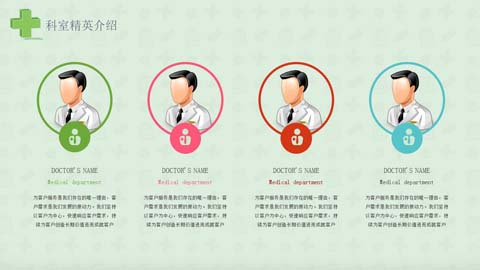 科室精英介绍
DOCTOR'S NAME
Medical department
为客户服务是我们存在的唯一理由；客
户需求是我们发展的原动力。我们坚持
以客户为中心，快速响应客户需求，持
续为客户创造长期价值进而成就客户
DOCTOR'S NAME
Medical department
为客户服务是我们存在的唯一理由；客
户需求是我们发展的原动力。我们坚持
以客户为中心，快速响应客户需求，持
续为客户创造长期价值进而成就客户
DOCTOR'S NAME
Medical department
为客户服务是我们存在的唯一理由；客
户需求是我们发展的原动力。我们坚持
以客户为中心，快速响应客户需求，持
续为客户创造长期价值进而成就客户
DOCTOR'S NAME
Medical department
为客户服务是我们存在的唯一理由；客
户需求是我们发展的原动力。我们坚持
以客户为中心，快速响应客户需求，持
续为客户创造长期价值进而成就客户